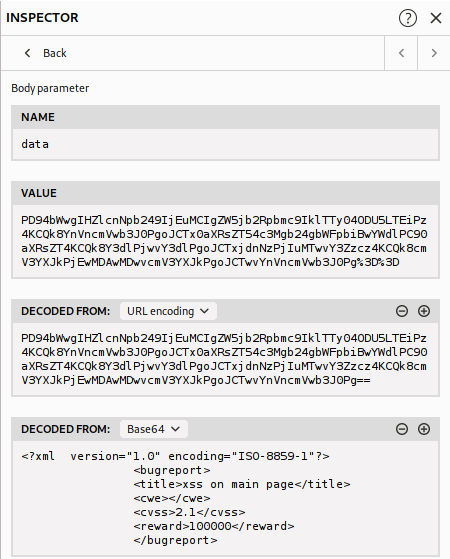 INSPECTOR
Back
Body parameter
NAME
data
VALUE
PD94bWwgIHZlcnNpb249IjEuMCIgZW5jb2Rpbmc9IklTTy04ODU5LTEiPz
4KCQk8YnVncmVwb3J0PgoJCTx0aXRsZT54c3Mgb24gbWFpbiBwYWdlPC90
aXRsZT4KCQk8Y3dlPjwvY3dlPgoJCTxjdnNzPjIuMTwvY3Zzcz4KCQk8cm
V3YXJkPjEwMDAwMDwvcmV3YXJkPgoJCTwvYnVncmVwb3J0Pg%3D%3D
DECODED FROM: URL encoding
PD94bWwgIHZlcnNpb249IjEuMCIgZW5jb2Rpbmc9IklTTy04ODU5LTEiPz
4KCQk8YnVncmVwb3J0PgoJCTx0aXRsZT54c3Mgb24gbWFpbiBwYWdlPC90
aXRsZT4KCQk8Y3dlPjwvY3dlPgoJCTxjdnNzPjIuMTwvY3Zzcz4KCQk8cm
V3YXJkPjEwMDAwMDwvcmV3YXJkPgoJCTwvYnVncmVwb3J0Pg==
DECODED FROM: Base64
<?xml  version="1.0" encoding="ISO-8859-1"?>
<bugreport>
<title>xss on main page</title>
<cwe></cwe>
<cvss>2.1</cvss>
<reward>100000</reward>
</bugreport>